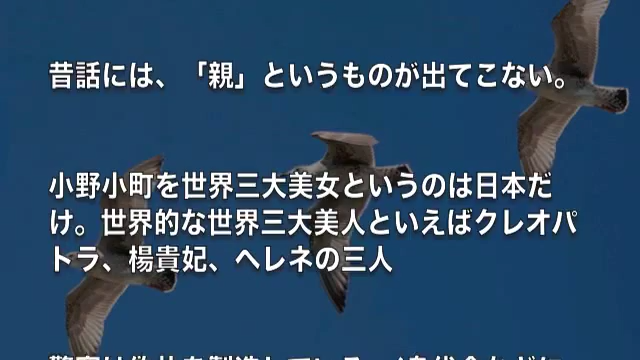 昔話には、「親」というものが出てこない。
小野小町を世界三大美女というのは日本だ
け。世界的な世界三大美人といえばクレオパ
トラ、楊貴妃、ヘレネの三人